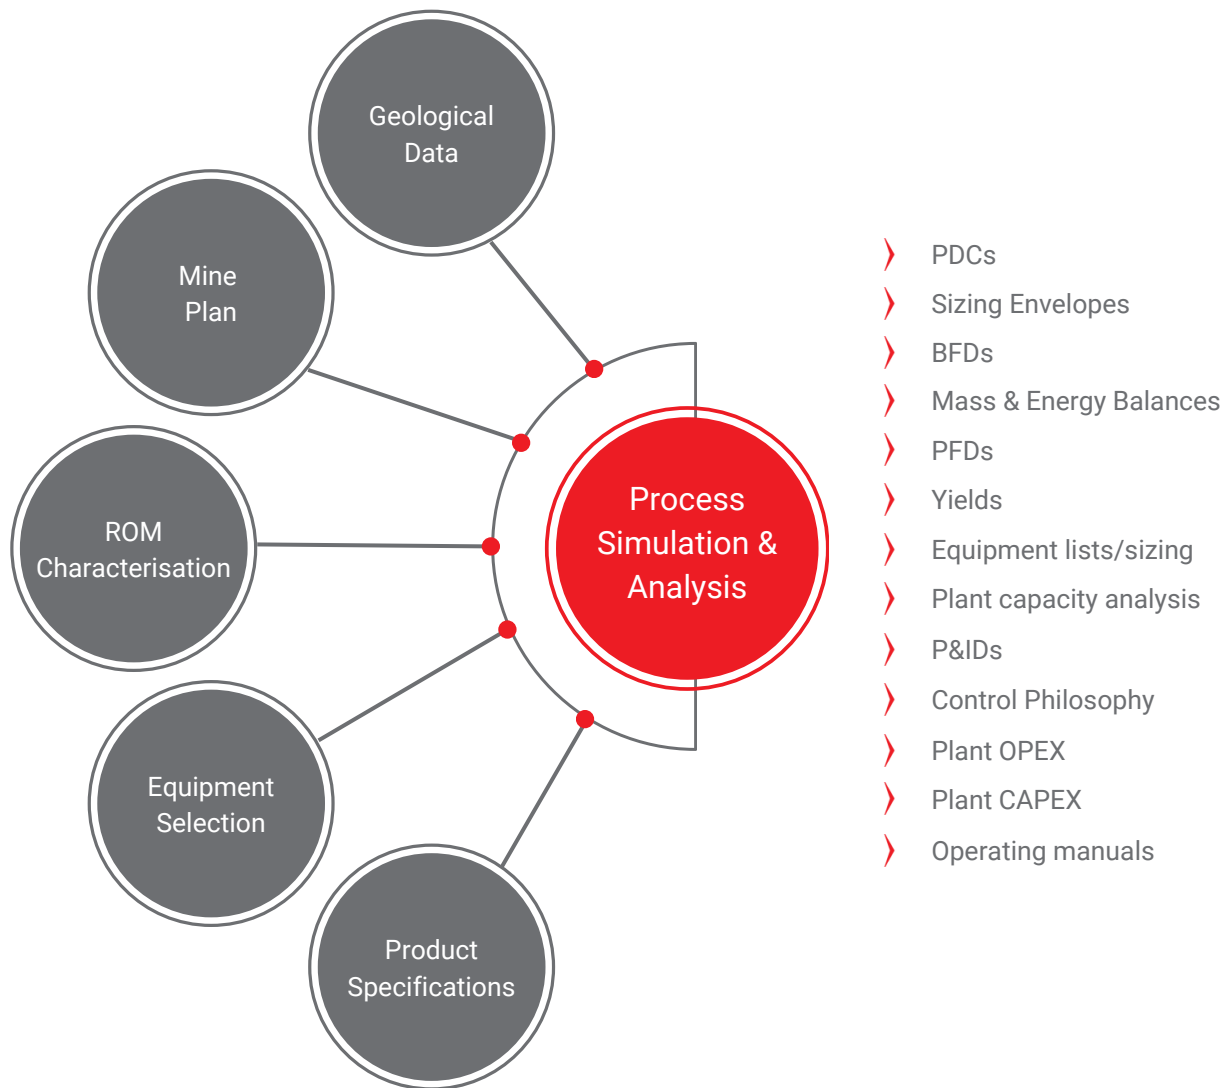 Geological
Data
Mine
Plan
ROM
Characterisation
Equipment
Selection
Product
Specifications
Process
Simulation &
Analysis
PDCs
Sizing Envelopes
BFDs
Mass & Energy Balances
PFDs
Yields
Equipment lists/sizing
Plant capacity analysis
P&IDs
Control Philosophy
Plant OPEX
Plant CAPEX
Operating manuals